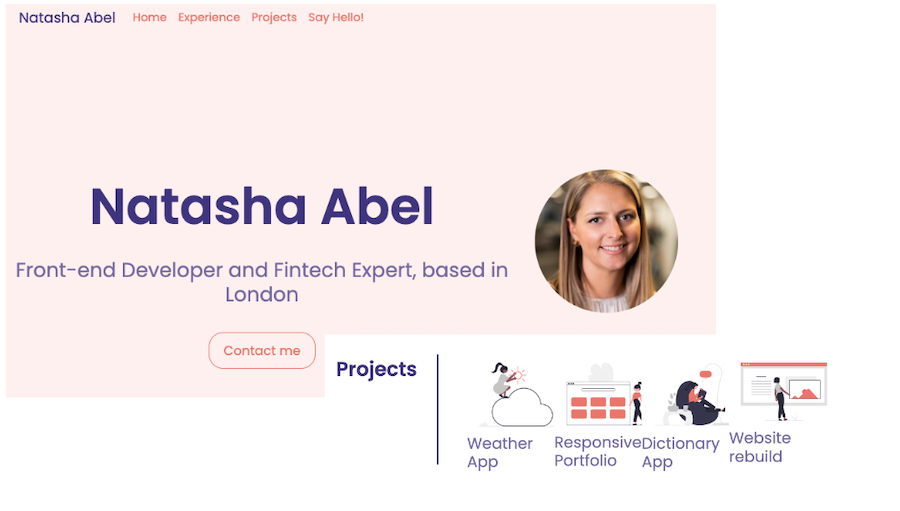 Natasha Abel Home Experience Projects Say Hello!
Natasha Abel
Front-end Developer and Fintech Expert, based in
London
Contact me
Projects
Weather
App
Responsive
Portfolio
Dictionary
App
Website
rebuild